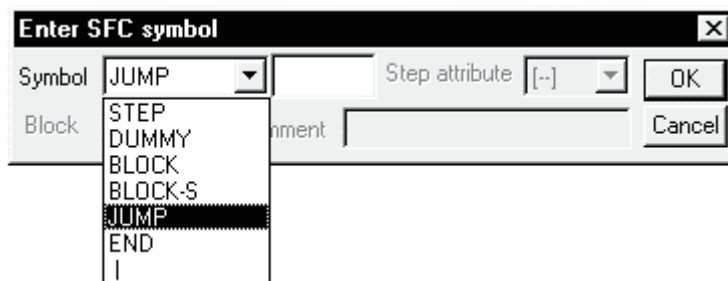 Enter SFC symbol
Symbol JUMP Step attribute [--] OK
Block mment Cancel
STEP
DUMMY
BLOCK
BLOCK-S
JUMP
END
|